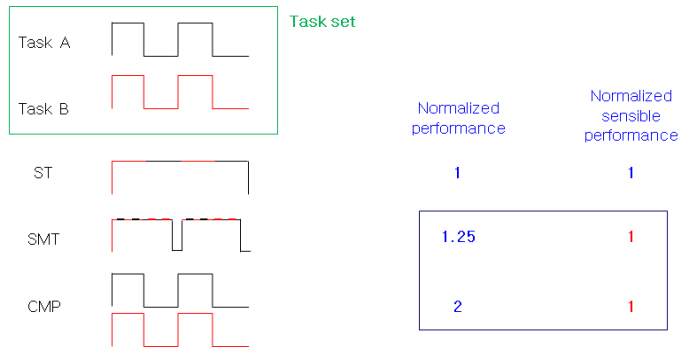 Task set
Task A
Task B
Normalized
performance
Normalized
sensible
performance
ST
1
1
SMT
1.25
1
CMP
2
1